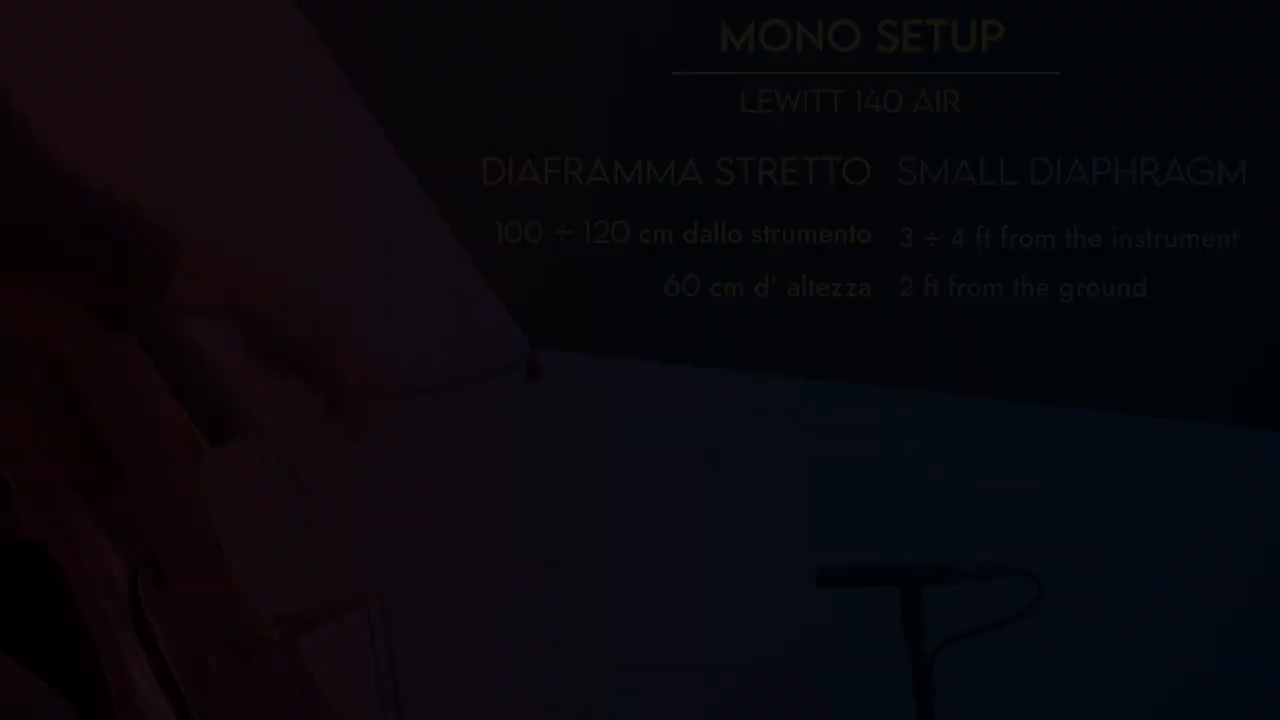 MONO SETUP
LEWITT 140 AIR
DIAFRAMMA STRETTO SMALL DIAPHRAGM
100 ÷ 120 cm dallo strumento 3 ÷ 4 ft from the instrument
60 cm d' altezza 2 ft from the ground